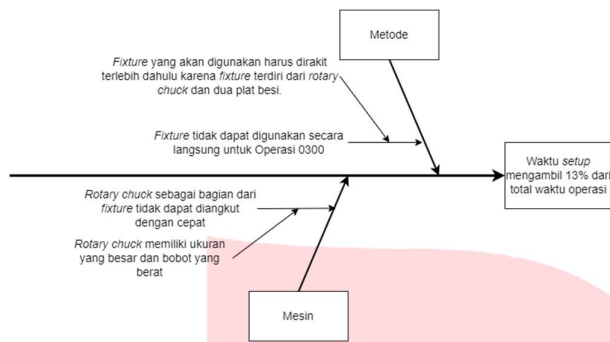 Metode
Fixture yang akan digunakan harus dirakit
terlebih dahulu karena fixture terdiri dari rotary
chuck dan dua plat besi.
Fixture tidak dapat digunakan secara
langsung untuk Operasi 0300
Waktu setup
mengambil 13% dari
total waktu operasi
Rotary chuck sebagai bagian dari
fixture tidak dapat diangkut
dengan cepat
Rotary chuck memiliki ukuran
yang besar dan bobot yang
berat
Mesin